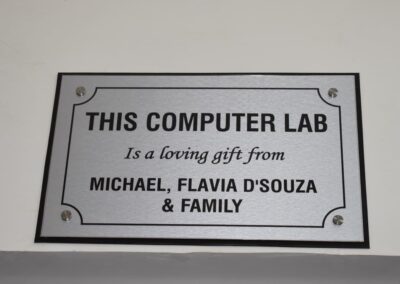 THIS COMPUTER LAB
Is a loving gift from
MICHAEL, FLAVIA D'SOUZA
& FAMILY